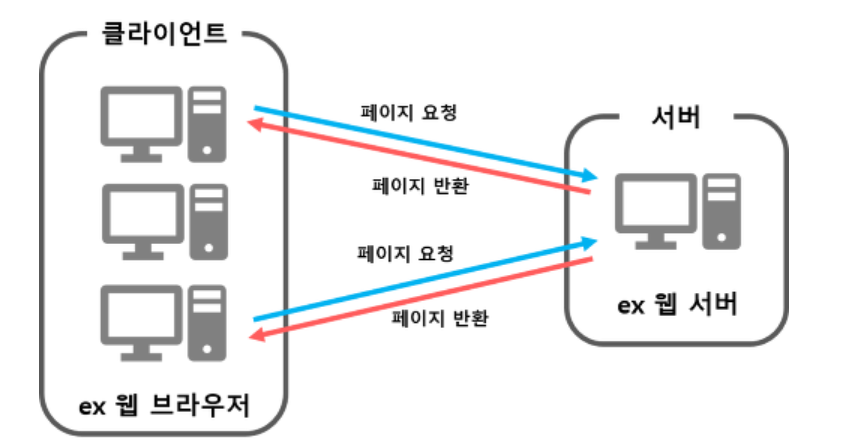 클라이언트
페이지 요청
서버
페이지 반환
페이지 요청
ex 웹 서버
페이지 반환
ex 웹 브라우저